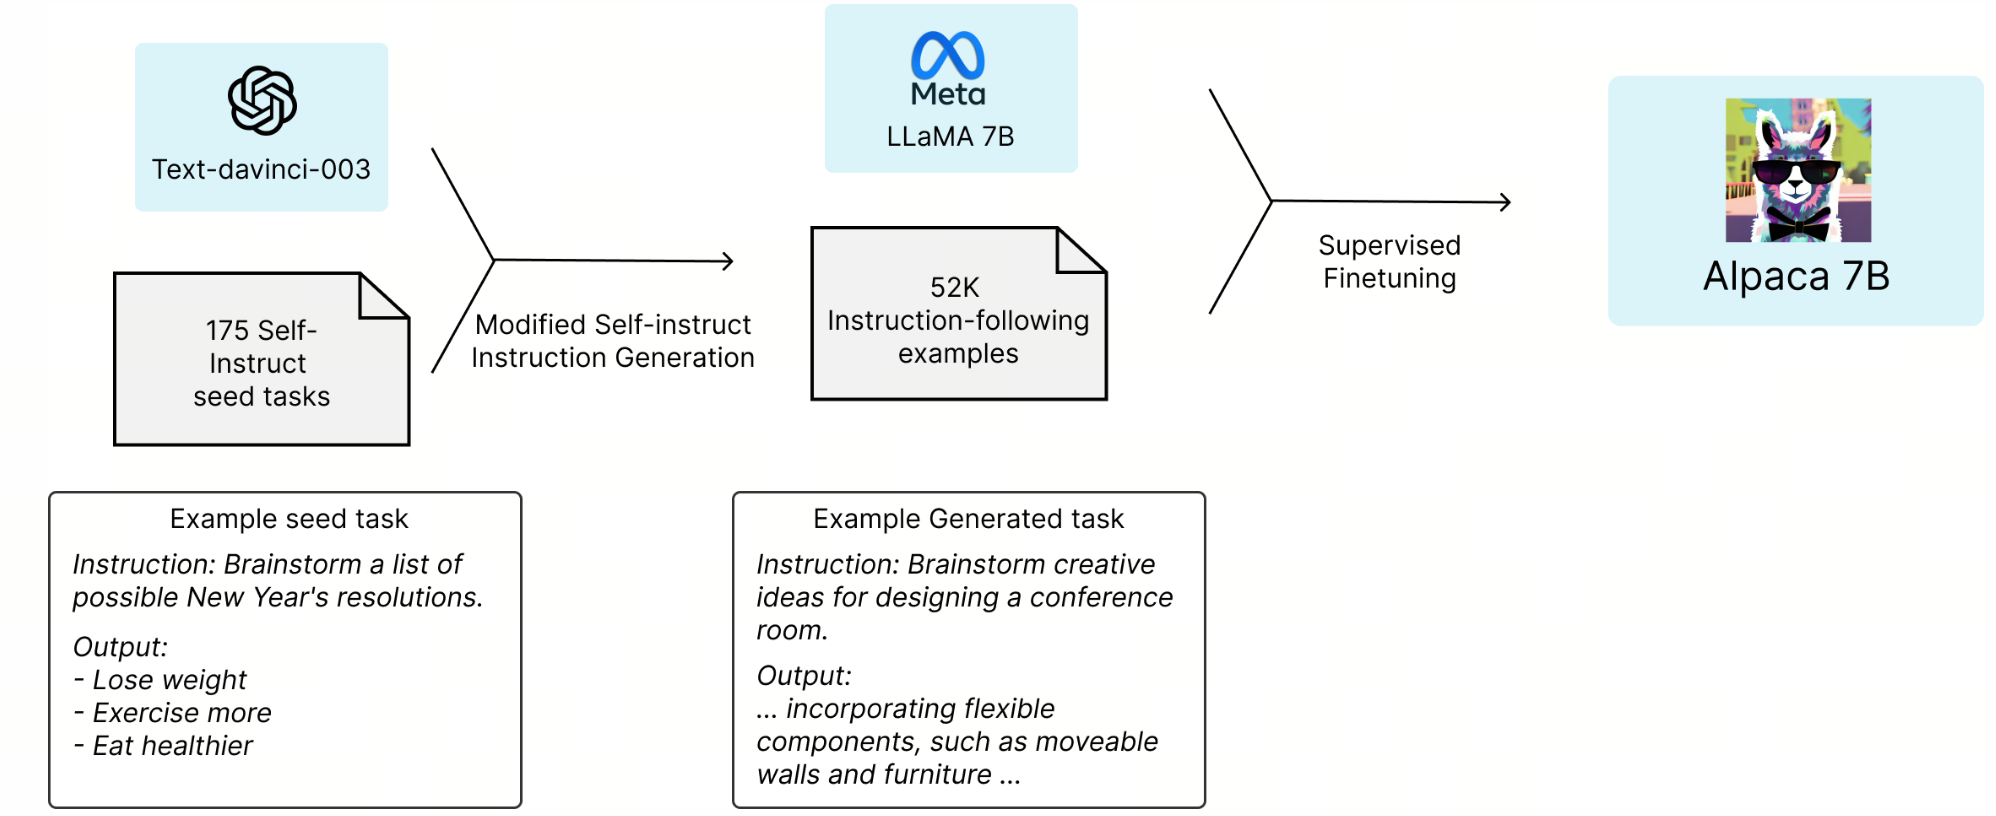 Text-davinci-003
175 Self-
Instruct
seed tasks
Modified Self-instruct
Instruction Generation
Meta
LLaMA 7B
52K
Instruction-following
examples
Supervised
Finetuning
Alpaca 7B
Example seed task
Instruction: Brainstorm a list of
possible New Year's resolutions.
Output:
- Lose weight
- Exercise more
- Eat healthier
Example Generated task
Instruction: Brainstorm creative
ideas for designing a conference
room.
Output:
... incorporating flexible
components, such as moveable
walls and furniture ...